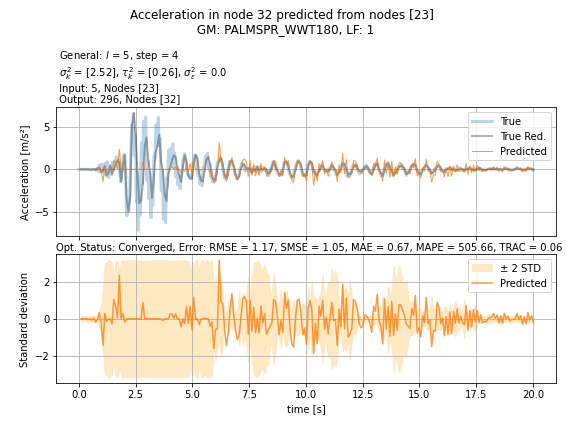 Acceleration in node 32 predicted from nodes [23]
GM: PALMSPR_WWT180, LF: 1
General: l = 5, step = 4
σ²ₖ = [2.52], τ²ₖ = [0.26], σ²ₛ = 0.0
Input: 5, Nodes [23]
Output: 296, Nodes [32]
Acceleration [m/s²]
5
0
−5
True
True Red.
Predicted
Opt. Status: Converged, Error: RMSE = 1.17, SMSE = 1.05, MAE = 0.67, MAPE = 505.66, TRAC = 0.06
Standard deviation
2
0
−2
± 2 STD
Predicted
0.0 2.5 5.0 7.5 10.0 12.5 15.0 17.5 20.0
time [s]